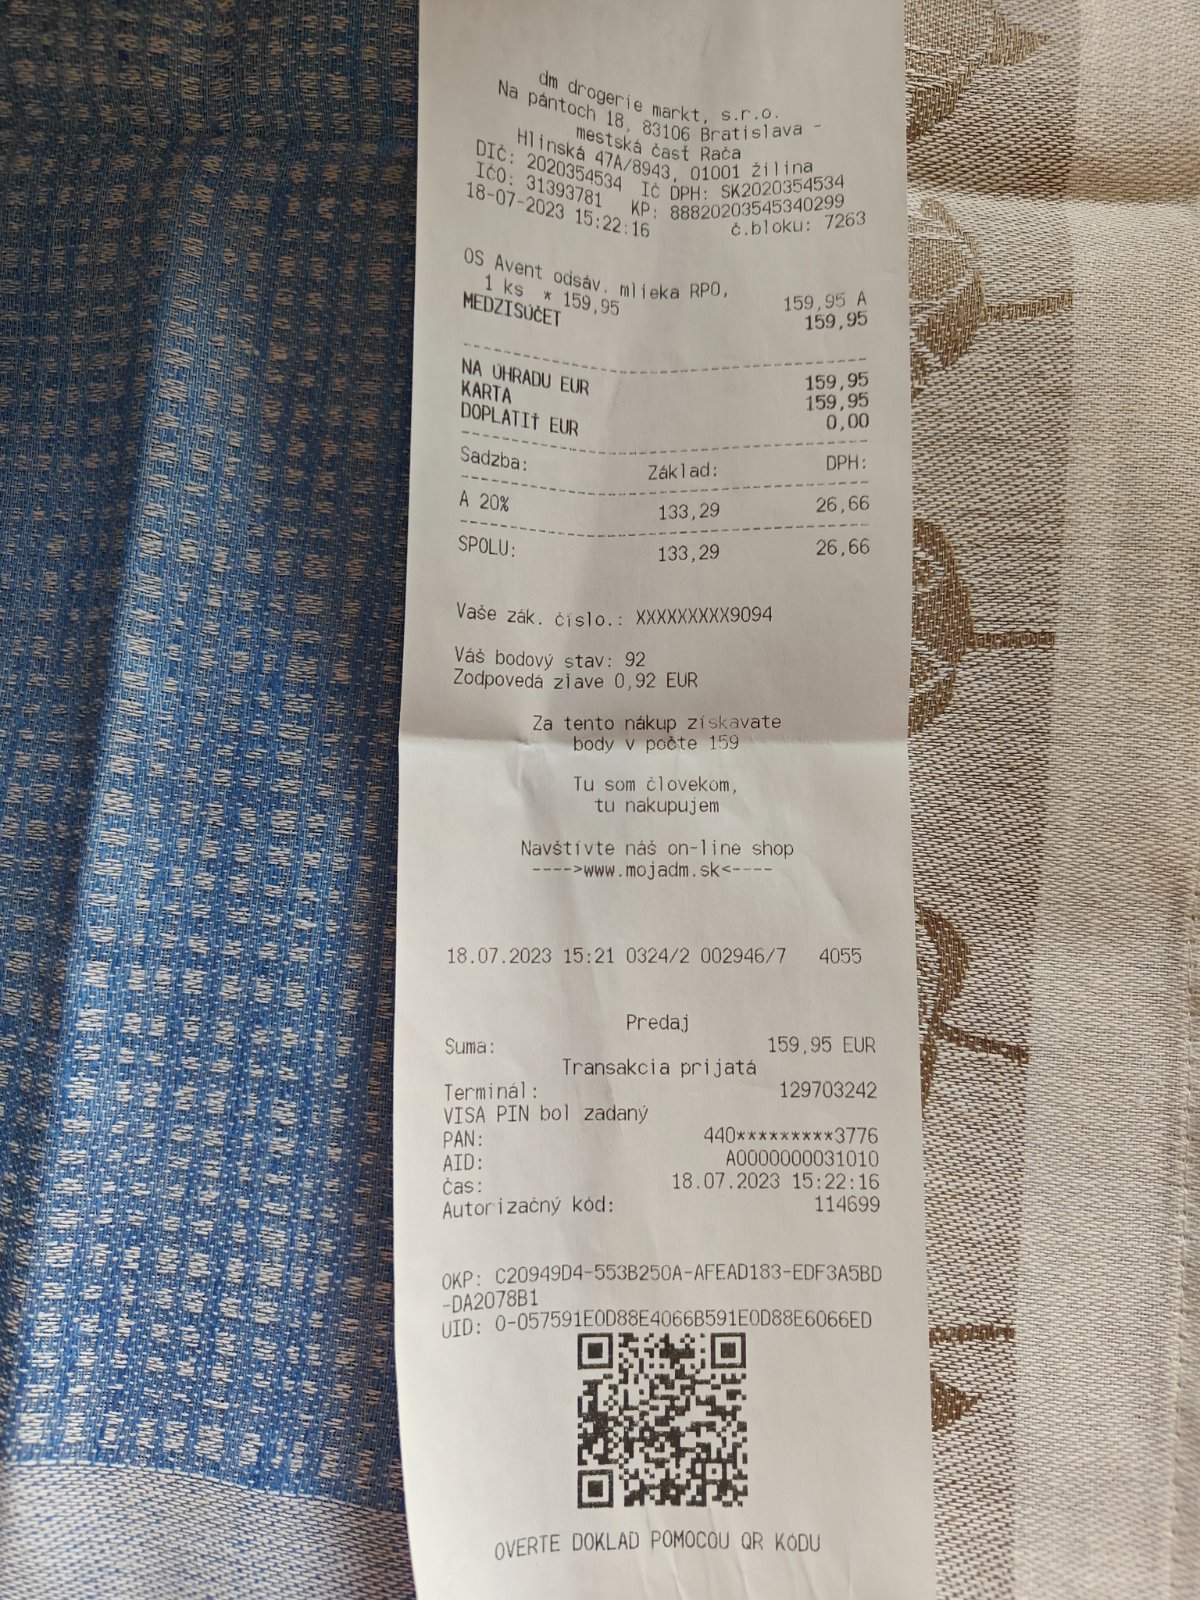 dm drogerie markt, s.r.o.
Na pántoch 18, 83106 Bratislava -
mestská časť Rača
Hlinská 47A/8943, 01001 Žilina
DIČ: 2020354534 IČ DPH: SK2020354534
IČO: 31393781 KP: 88820203545340299
18-07-2023 15:22:16 č.bloku: 7263
OS Avent odsáv. mlieka RPO,
1 ks * 159,95 159,95 A
MEDZISÚČET 159,95
NA ÚHRADU EUR 159,95
KARTA 159,95
DOPLATIŤ EUR 0,00
Sadzba: Základ: DPH:
A 20% 133,29 26,66
SPOLU: 133,29 26,66
Vaše zák. číslo.: XXXXXXXXX9094
Váš bodový stav: 92
Zodpovedá zľave 0,92 EUR
Za tento nákup získavate
body v počte 159
Tu som človekom,
tu nakupujem
Navštívte náš on-line shop
---->www.mojadm.sk<----
18.07.2023 15:21 0324/2 002946/7 4055
Predaj
Suma: 159,95 EUR
Transakcia prijatá
Terminál: 129703242
VISA PIN bol zadaný
PAN: 440*********3776
AID: A0000000031010
Čas: 18.07.2023 15:22:16
Autorizačný kód: 114699
OKP: C20949D4-553B250A-AFEAD183-EDF3A5BD
-DA2078B1
UID: O-057591E0D88E4066B591E0D88E6066ED
OVERTE DOKLAD POMOCOU QR KÓDU